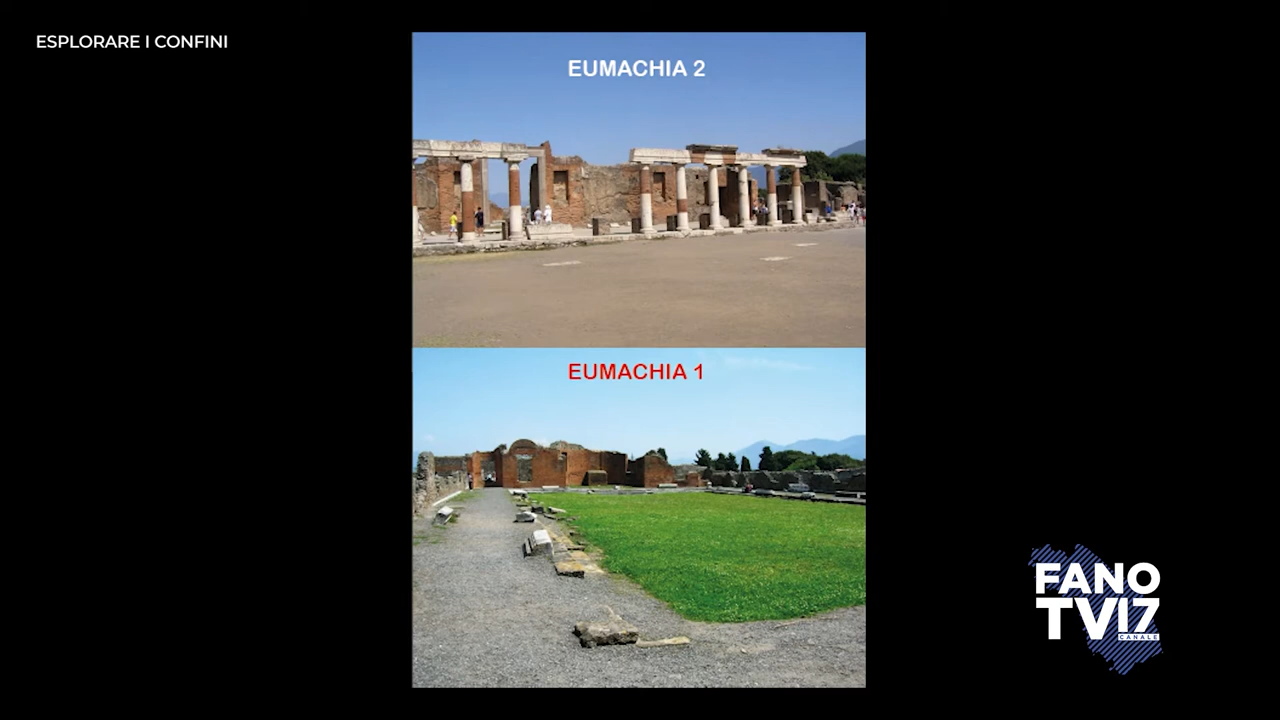 ESPLORARE I CONFINI
EUMACHIA 2
EUMACHIA 1
FANO
TV17
CANALE